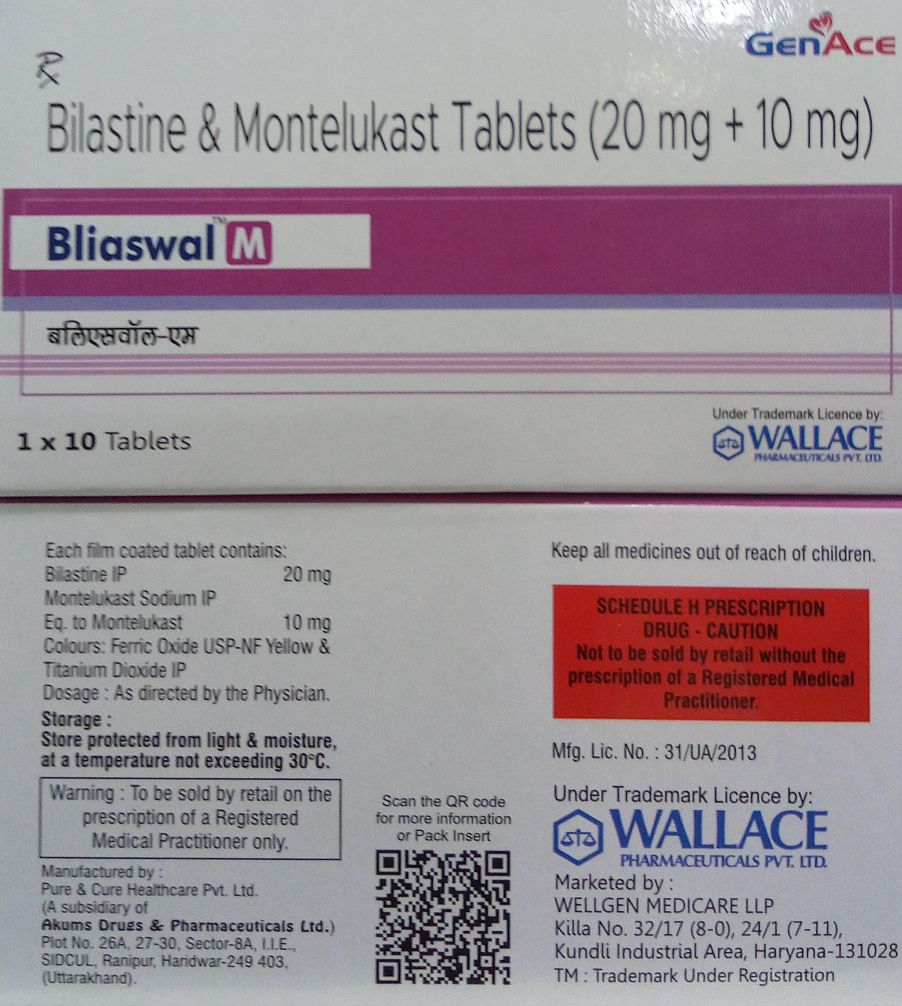 GenAce
Rx
Bilastine & Montelukast Tablets (20 mg + 10 mg)
Bliaswal™ M
बलिएसवॉल-एम
1 x 10 Tablets
Under Trademark Licence by:
WALLACE
PHARMACEUTICALS PVT. LTD.
Each film coated tablet contains:
Bilastine IP 20 mg
Montelukast Sodium IP
Eq. to Montelukast 10 mg
Colours: Ferric Oxide USP-NF Yellow &
Titanium Dioxide IP
Dosage : As directed by the Physician.
Storage :
Store protected from light & moisture,
at a temperature not exceeding 30°C.
Warning : To be sold by retail on the
prescription of a Registered
Medical Practitioner only.
Manufactured by :
Pure & Cure Healthcare Pvt. Ltd.
(A subsidiary of
Akums Drugs & Pharmaceuticals Ltd.)
Plot No. 26A, 27-30, Sector-8A, I.I.E.,
SIDCUL, Ranipur, Haridwar-249 403,
(Uttarakhand).
Scan the QR code
for more information
or Pack Insert
Keep all medicines out of reach of children.
SCHEDULE H PRESCRIPTION
DRUG - CAUTION
Not to be sold by retail without the
prescription of a Registered Medical
Practitioner.
Mfg. Lic. No. : 31/UA/2013
Under Trademark Licence by:
WALLACE
PHARMACEUTICALS PVT. LTD.
Marketed by :
WELLGEN MEDICARE LLP
Killa No. 32/17 (8-0), 24/1 (7-11),
Kundli Industrial Area, Haryana-131028
TM : Trademark Under Registration